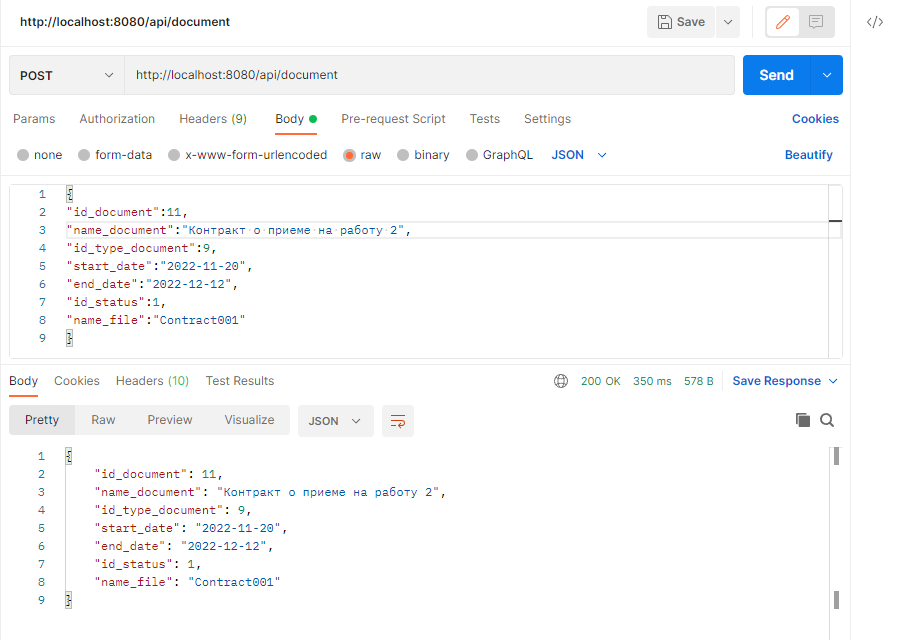 http://localhost:8080/api/document
Save
POST
http://localhost:8080/api/document
Send
Params Authorization Headers (9) Body Pre-request Script Tests Settings Cookies
none form-data x-www-form-urlencoded raw binary GraphQL JSON Beautify
1 {
2 "id_document":11,
3 "name_document":"Контракт о приеме на работу 2",
4 "id_type_document":9,
5 "start_date":"2022-11-20",
6 "end_date":"2022-12-12",
7 "id_status":1,
8 "name_file":"Contract001"
9 }
Body Cookies Headers (10) Test Results 200 OK 350 ms 578 B Save Response
Pretty Raw Preview Visualize JSON
1 {
2 "id_document": 11,
3 "name_document": "Контракт о приеме на работу 2",
4 "id_type_document": 9,
5 "start_date": "2022-11-20",
6 "end_date": "2022-12-12",
7 "id_status": 1,
8 "name_file": "Contract001"
9 }